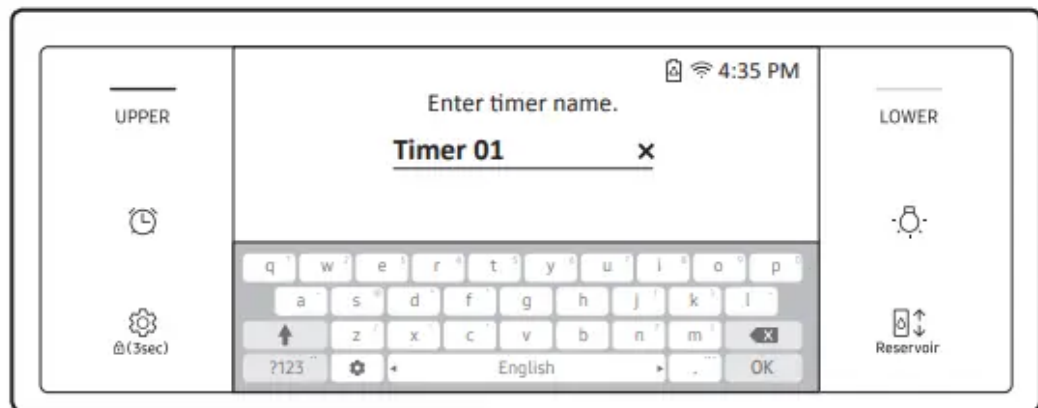 4:35 PM
UPPER
Enter timer name.
LOWER
Timer 01
q w e r t y u i o p
a s d f g h j k l
(3sec)
z x c v b n m
Reservoir
?123 English . OK